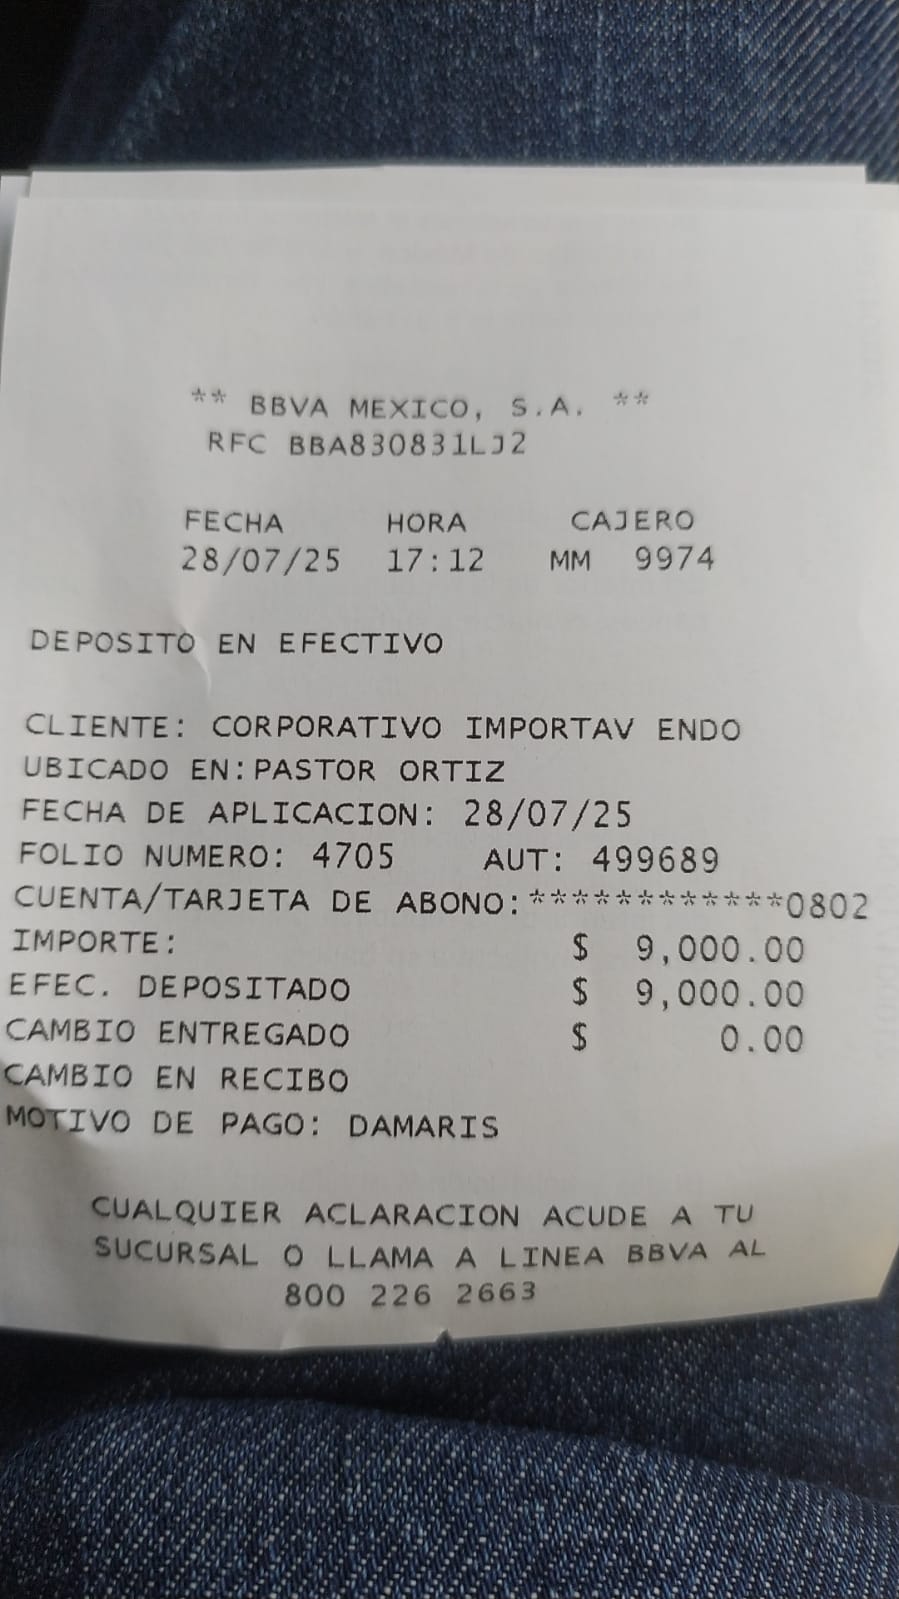 ** BBVA MEXICO, S.A. **
RFC BBA830831LJ2
FECHA HORA CAJERO
28/07/25 17:12 MM 9974
DEPOSITO EN EFECTIVO
CLIENTE: CORPORATIVO IMPORTAV ENDO
UBICADO EN:PASTOR ORTIZ
FECHA DE APLICACION: 28/07/25
FOLIO NUMERO: 4705 AUT: 499689
CUENTA/TARJETA DE ABONO:************0802
IMPORTE: $ 9,000.00
EFEC. DEPOSITADO $ 9,000.00
CAMBIO ENTREGADO $ 0.00
CAMBIO EN RECIBO
MOTIVO DE PAGO: DAMARIS
CUALQUIER ACLARACION ACUDE A TU
SUCURSAL O LLAMA A LINEA BBVA AL
800 226 2663